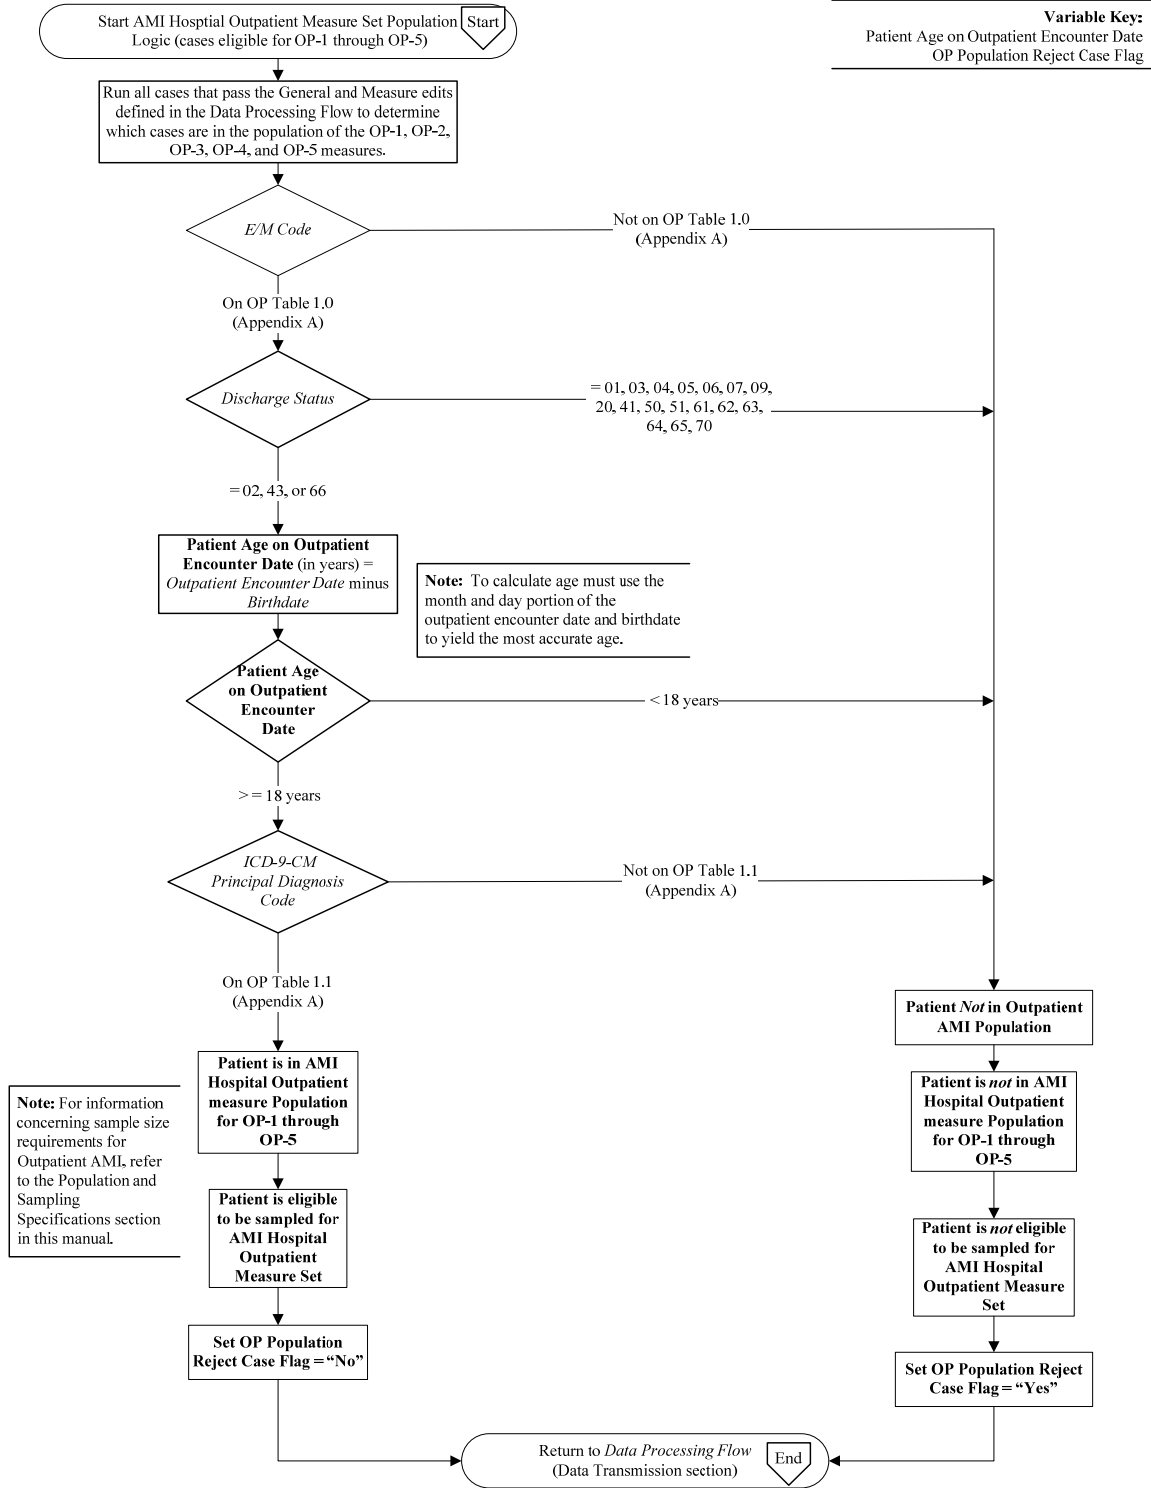 Start AMI Hosptial Outpatient Measure Set Population
Logic (cases eligible for OP-1 through OP-5)
Start
Variable Key:
Patient Age on Outpatient Encounter Date
OP Population Reject Case Flag
Run all cases that pass the General and Measure edits
defined in the Data Processing Flow to determine
which cases are in the population of the OP-1, OP-2,
OP-3, OP-4, and OP-5 measures.
E/M Code
Not on OP Table 1.0
(Appendix A)
On OP Table 1.0
(Appendix A)
Discharge Status
= 01, 03, 04, 05, 06, 07, 09,
20, 41, 50, 51, 61, 62, 63,
64, 65, 70
= 02, 43, or 66
Patient Age on Outpatient
Encounter Date (in years) =
Outpatient Encounter Date minus
Birthdate
Note: To calculate age must use the
month and day portion of the
outpatient encounter date and birthdate
to yield the most accurate age.
Patient Age
on Outpatient
Encounter
Date
< 18 years
> = 18 years
ICD-9-CM
Principal Diagnosis
Code
Not on OP Table 1.1
(Appendix A)
On OP Table 1.1
(Appendix A)
Patient Not in Outpatient
AMI Population
Patient is in AMI
Hospital Outpatient
measure Population
for OP-1 through
OP-5
Patient is not in AMI
Hospital Outpatient
measure Population
for OP-1 through
OP-5
Note: For information
concerning sample size
requirements for
Outpatient AMI, refer
to the Population and
Sampling
Specifications section
in this manual.
Patient is eligible
to be sampled for
AMI Hospital
Outpatient
Measure Set
Patient is not eligible
to be sampled for
AMI Hospital
Outpatient Measure
Set
Set OP Population
Reject Case Flag = “No”
Set OP Population Reject
Case Flag = “Yes”
Return to Data Processing Flow
(Data Transmission section)
End